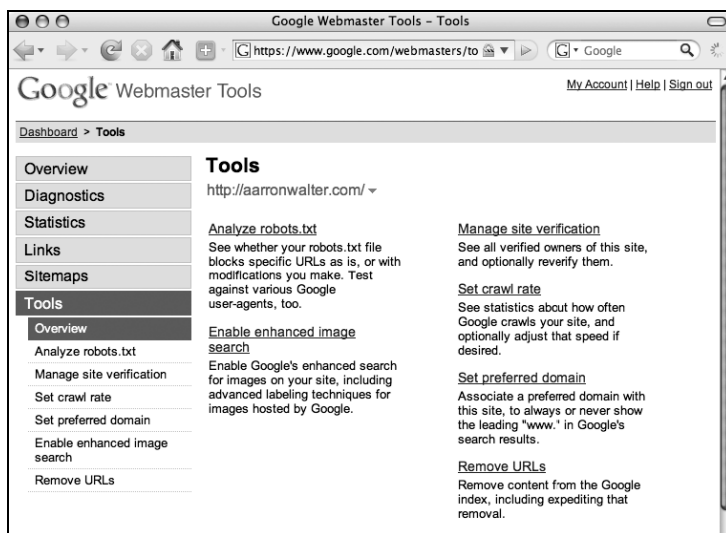 Google Webmaster Tools – Tools
https://www.google.com/webmasters/to
Google
Google Webmaster Tools
My Account | Help | Sign out
Dashboard > Tools
Overview
Diagnostics
Statistics
Links
Sitemaps
Tools
Overview
Analyze robots.txt
Manage site verification
Set crawl rate
Set preferred domain
Enable enhanced image
search
Remove URLs
Tools
http://aarronwalter.com/
Analyze robots.txt
See whether your robots.txt file
blocks specific URLs as is, or with
modifications you make. Test
against various Google
user-agents, too.
Enable enhanced image
search
Enable Google's enhanced search
for images on your site, including
advanced labeling techniques for
images hosted by Google.
Manage site verification
See all verified owners of this site,
and optionally reverify them.
Set crawl rate
See statistics about how often
Google crawls your site, and
optionally adjust that speed if
desired.
Set preferred domain
Associate a preferred domain with
this site, to always or never show
the leading "www." in Google's
search results.
Remove URLs
Remove content from the Google
index, including expediting that
removal.